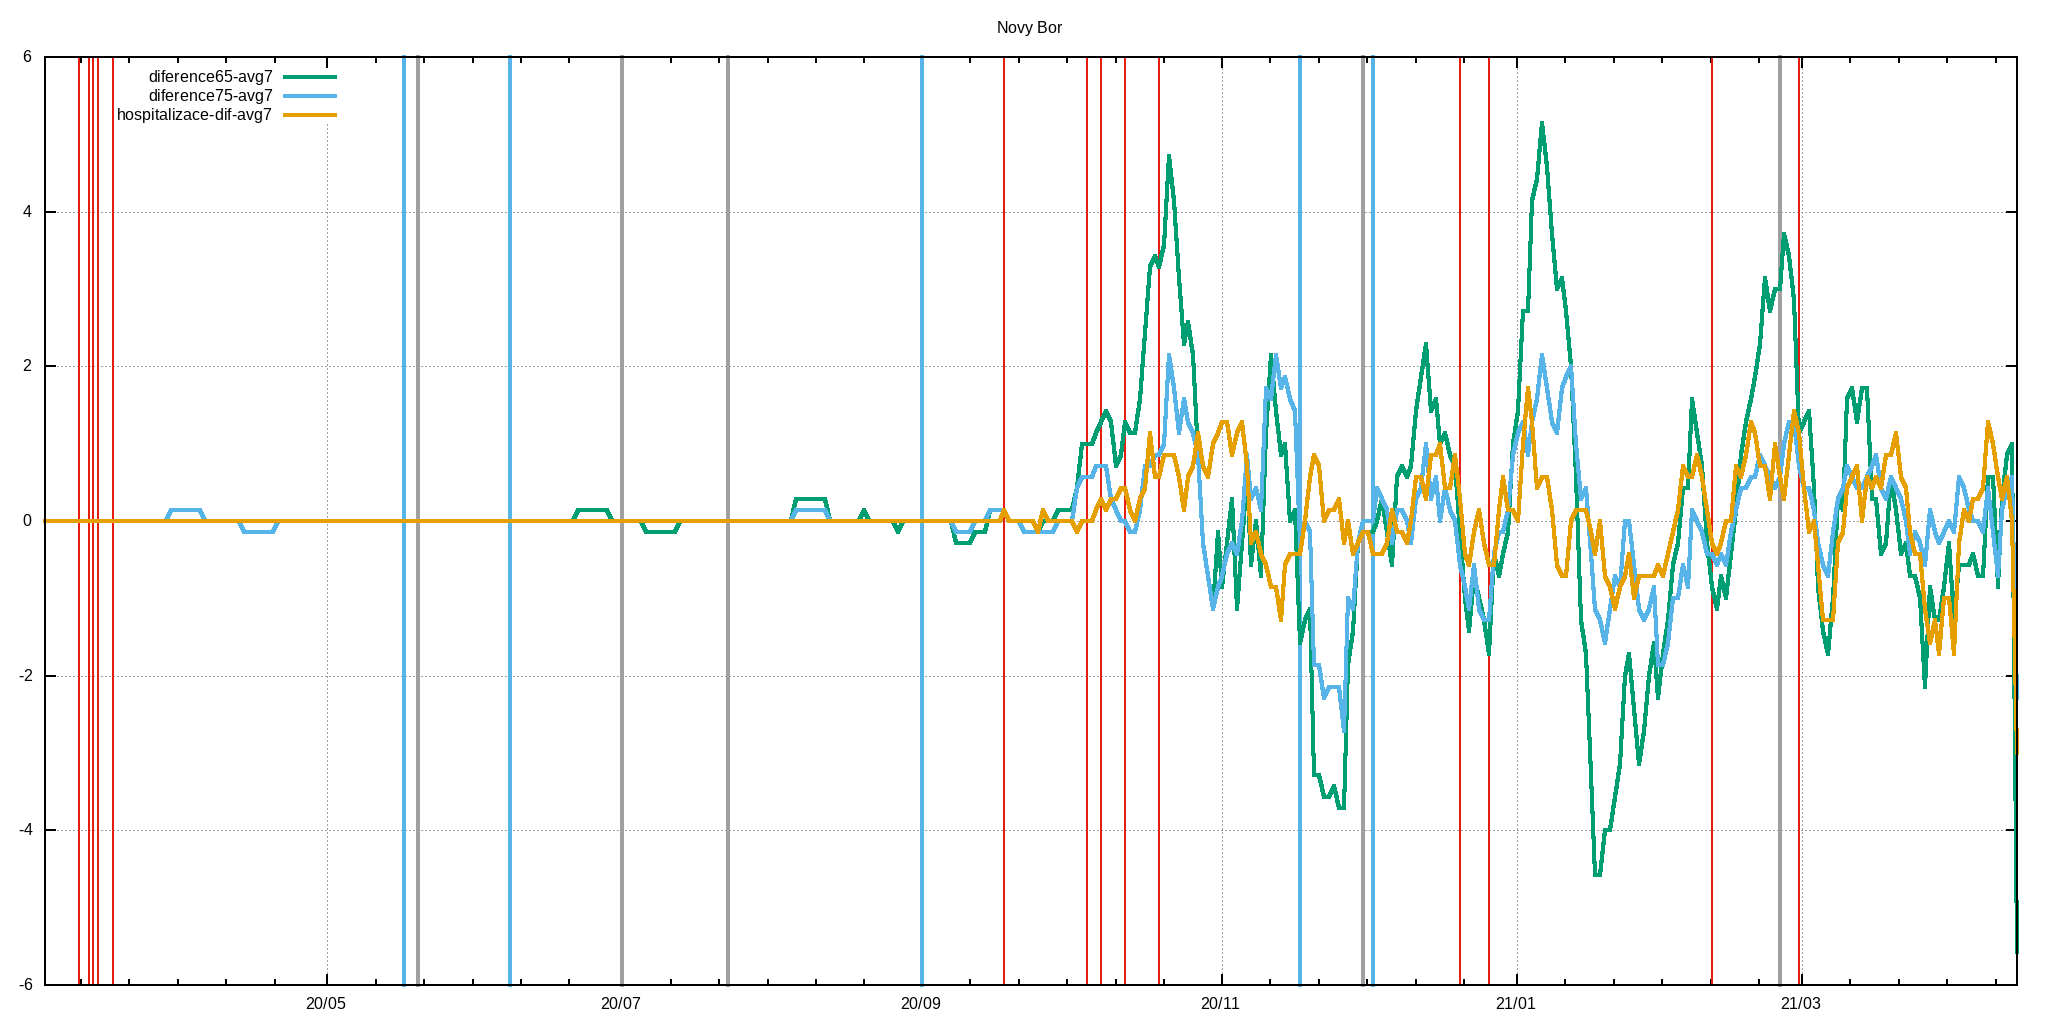 Novy Bor
6
diference65-avg7
diference75-avg7
hospitalizace-dif-avg7
4
2
0
-2
-4
-6
20/05 20/07 20/09 20/11 21/01 21/03